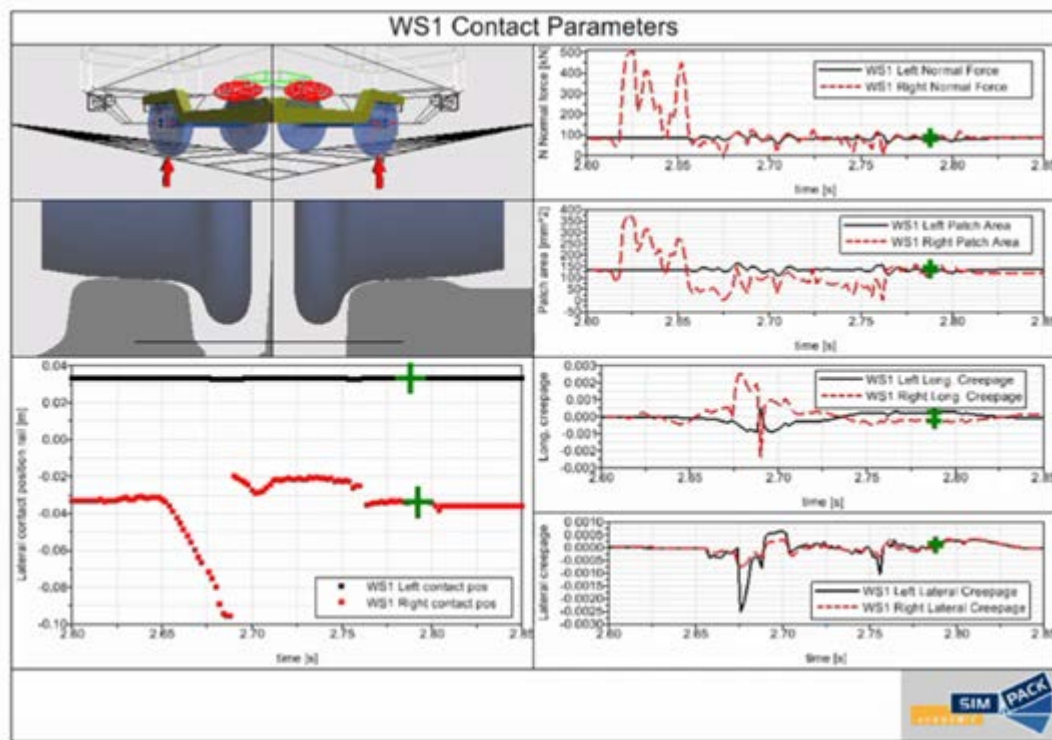 WS1 Contact Parameters
N Normal force [kN]
500
400
300
200
100
0
WS1 Left Normal Force
WS1 Right Normal Force
2.60 2.65 2.70 2.75 2.80 2.85
time [s]
Patch area [mm^2]
400
350
300
250
200
150
100
50
0
-50
WS1 Left Patch Area
WS1 Right Patch Area
2.60 2.65 2.70 2.75 2.80 2.85
time [s]
Lateral contact position rail [m]
0.04
0.02
0.00
-0.02
-0.04
-0.06
-0.08
-0.10
WS1 Left contact pos
WS1 Right contact pos
2.60 2.65 2.70 2.75 2.80 2.85
time [s]
Long. creepage
0.003
0.002
0.001
0.000
-0.001
-0.002
-0.003
WS1 Left Long. Creepage
WS1 Right Long. Creepage
2.60 2.65 2.70 2.75 2.80 2.85
time [s]
Lateral creepage
0.0010
0.0005
0.0000
-0.0005
-0.0010
-0.0015
-0.0020
-0.0025
-0.0030
WS1 Left Lateral Creepage
WS1 Right Lateral Creepage
2.60 2.65 2.70 2.75 2.80 2.85
time [s]
SIMPACK
ACADEMIC